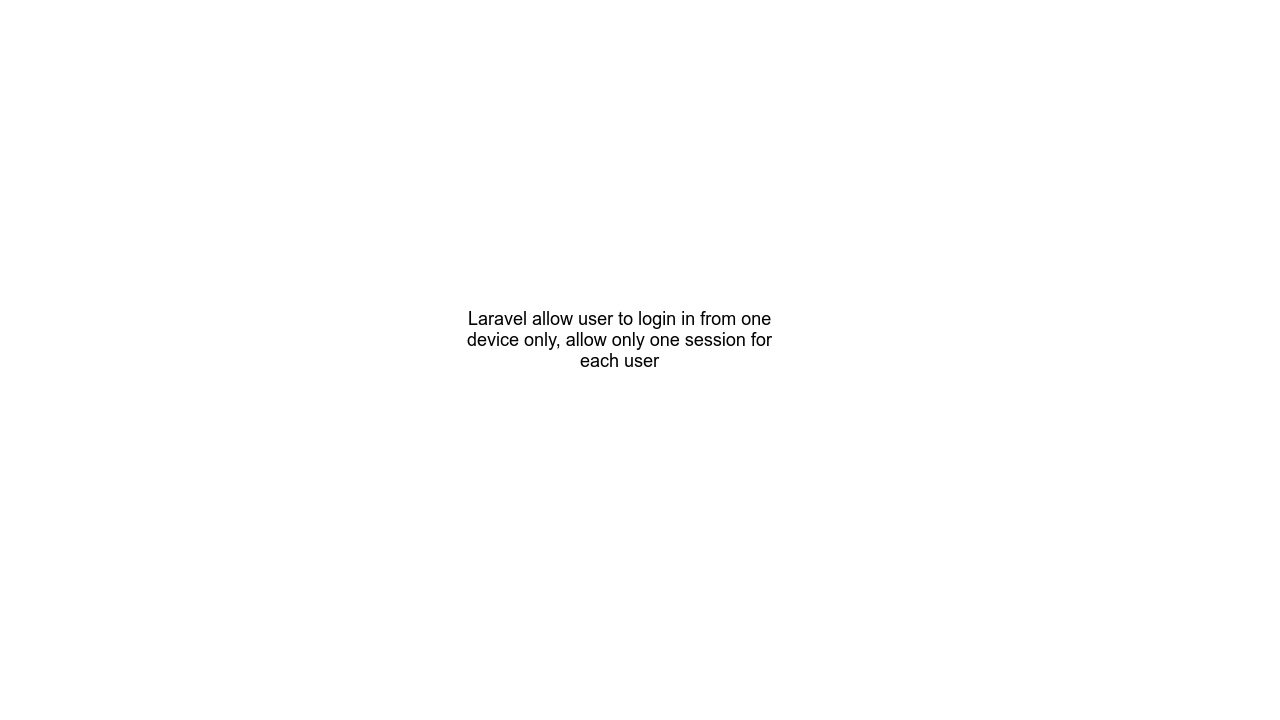 Laravel allow user to login in from one
device only, allow only one session for
each user